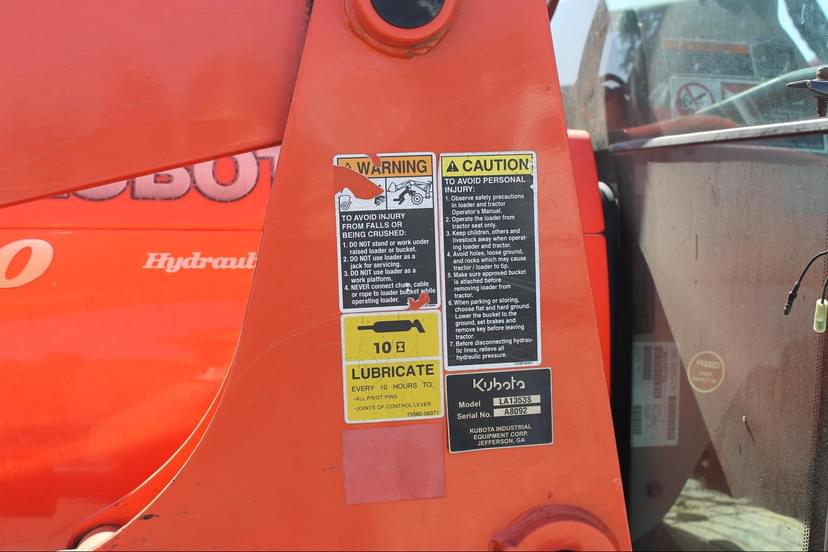 UBOT
0
Hydraul
WARNING
TO AVOID INJURY
FROM FALLS OR
BEING CRUSHED:
1. DO NOT stand or work under
raised loader or bucket.
2. DO NOT use loader as a
jack for servicing.
3. DO NOT use loader as a
work platform.
4. NEVER connect chain, cable
or rope to loader bucket while
operating loader.
10
LUBRICATE
EVERY 10 HOURS TO
·ALL PIVOT PINS
·JOINTS OF CONTROL LEVER
75580-56371
CAUTION
TO AVOID PERSONAL
INJURY:
1. Observe safety precautions
in loader and tractor
Operator's Manual.
2. Operate the loader from
tractor seat only.
3. Keep children, others and
livestock away when operat-
ing loader and tractor.
4. Avoid holes, loose ground,
and rocks which may cause
tractor / loader to tip.
5. Make sure approved bucket
is attached before
removing loader from
tractor.
6. When parking or storing,
choose flat and hard ground.
Lower the bucket to the
ground, set brakes and
remove key before leaving
tractor.
7. Before disconnecting hydrau-
lic lines, relieve all
hydraulic pressure.
Kubota
Model LA1353S
Serial No. A8092
KUBOTA INDUSTRIAL
EQUIPMENT CORP.
JEFFERSON, GA
PASSED